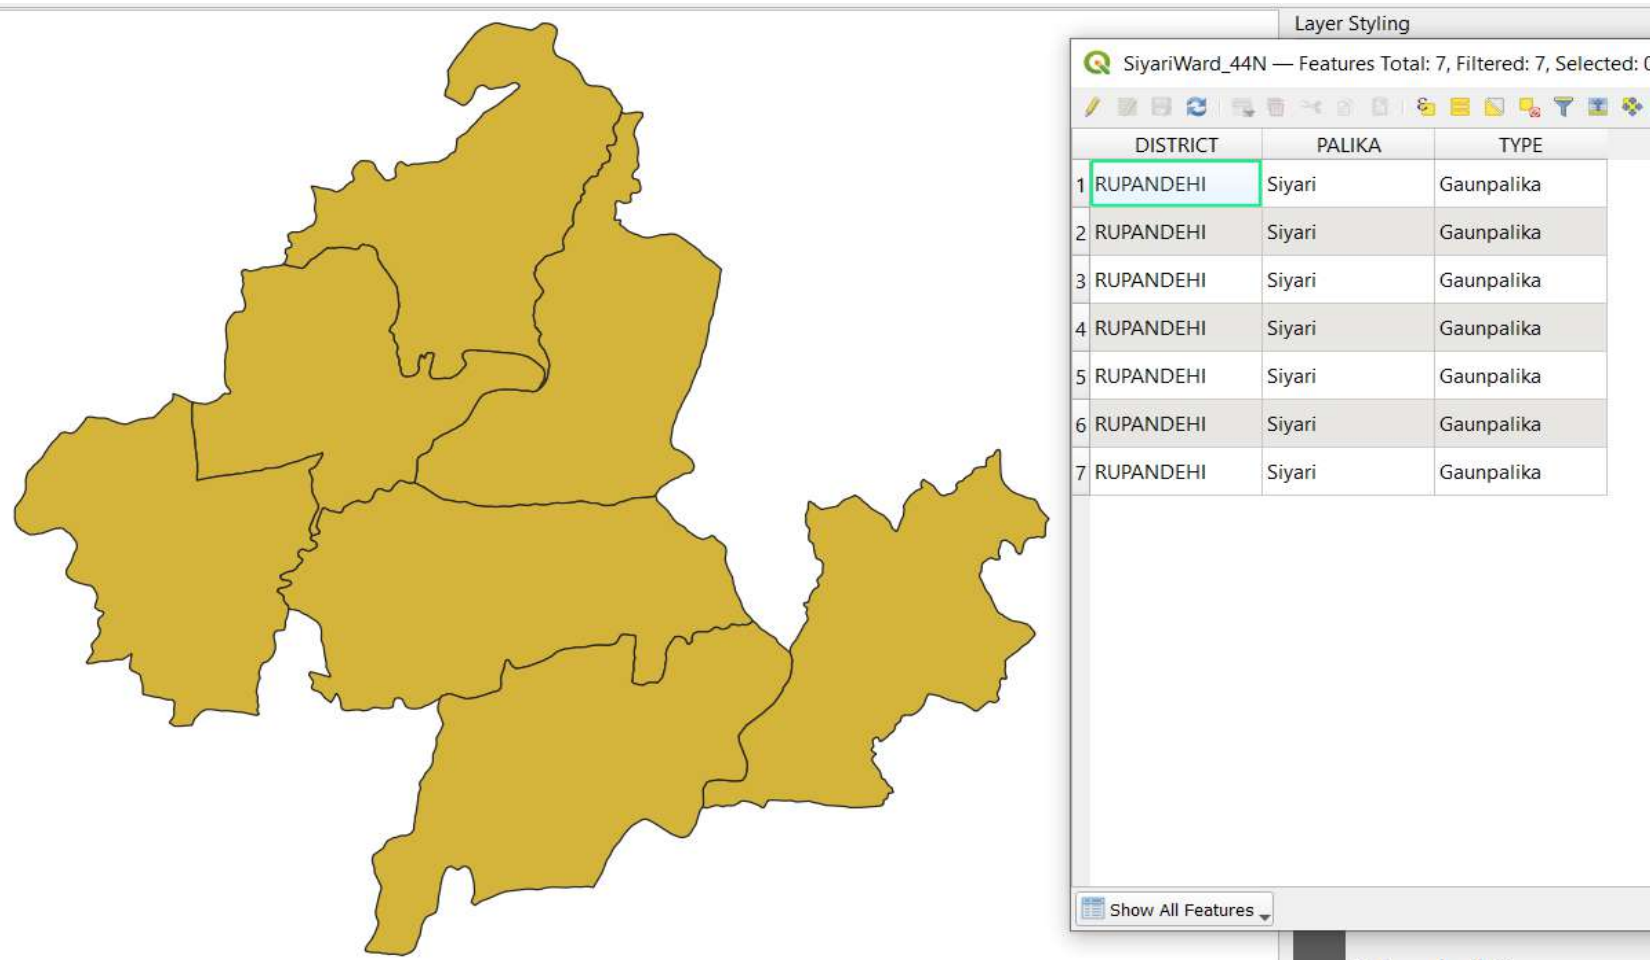 Layer Styling
SiyariWard_44N — Features Total: 7, Filtered: 7, Selected: 0
DISTRICT PALIKA TYPE
1 RUPANDEHI Siyari Gaunpalika
2 RUPANDEHI Siyari Gaunpalika
3 RUPANDEHI Siyari Gaunpalika
4 RUPANDEHI Siyari Gaunpalika
5 RUPANDEHI Siyari Gaunpalika
6 RUPANDEHI Siyari Gaunpalika
7 RUPANDEHI Siyari Gaunpalika
Show All Features